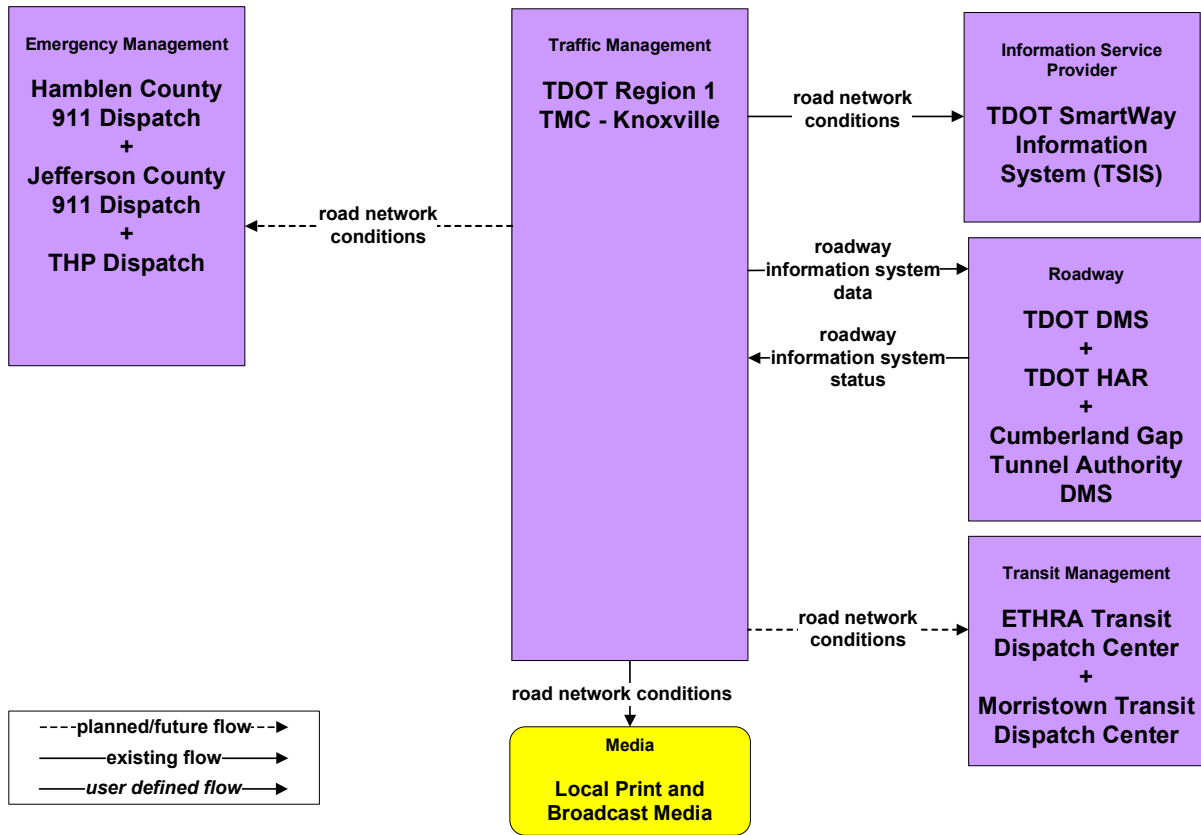 Emergency Management
Hamblen County
911 Dispatch
+
Jefferson County
911 Dispatch
+
THP Dispatch
road network
conditions
Traffic Management
TDOT Region 1
TMC - Knoxville
road network
conditions
Information Service
Provider
TDOT SmartWay
Information
System (TSIS)
roadway
information system
data
roadway
information system
status
Roadway
TDOT DMS
+
TDOT HAR
+
Cumberland Gap
Tunnel Authority
DMS
road network
conditions
Transit Management
ETHRA Transit
Dispatch Center
+
Morristown Transit
Dispatch Center
road network conditions
Media
Local Print and
Broadcast Media
planned/future flow
existing flow
user defined flow